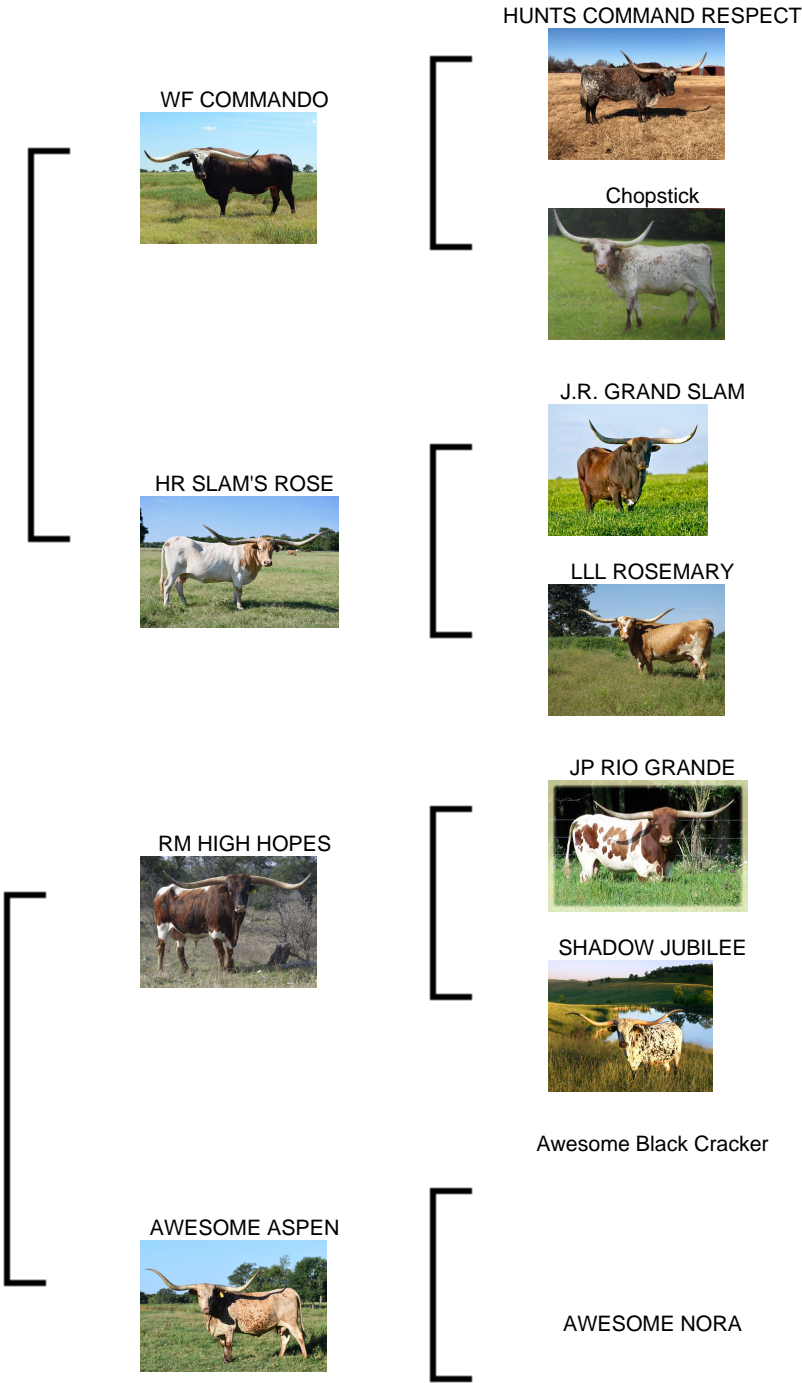 HUNTS COMMAND RESPECT
WF COMMANDO
Chopstick
J.R. GRAND SLAM
HR SLAM'S ROSE
LLL ROSEMARY
JP RIO GRANDE
RM HIGH HOPES
SHADOW JUBILEE
Awesome Black Cracker
AWESOME ASPEN
AWESOME NORA